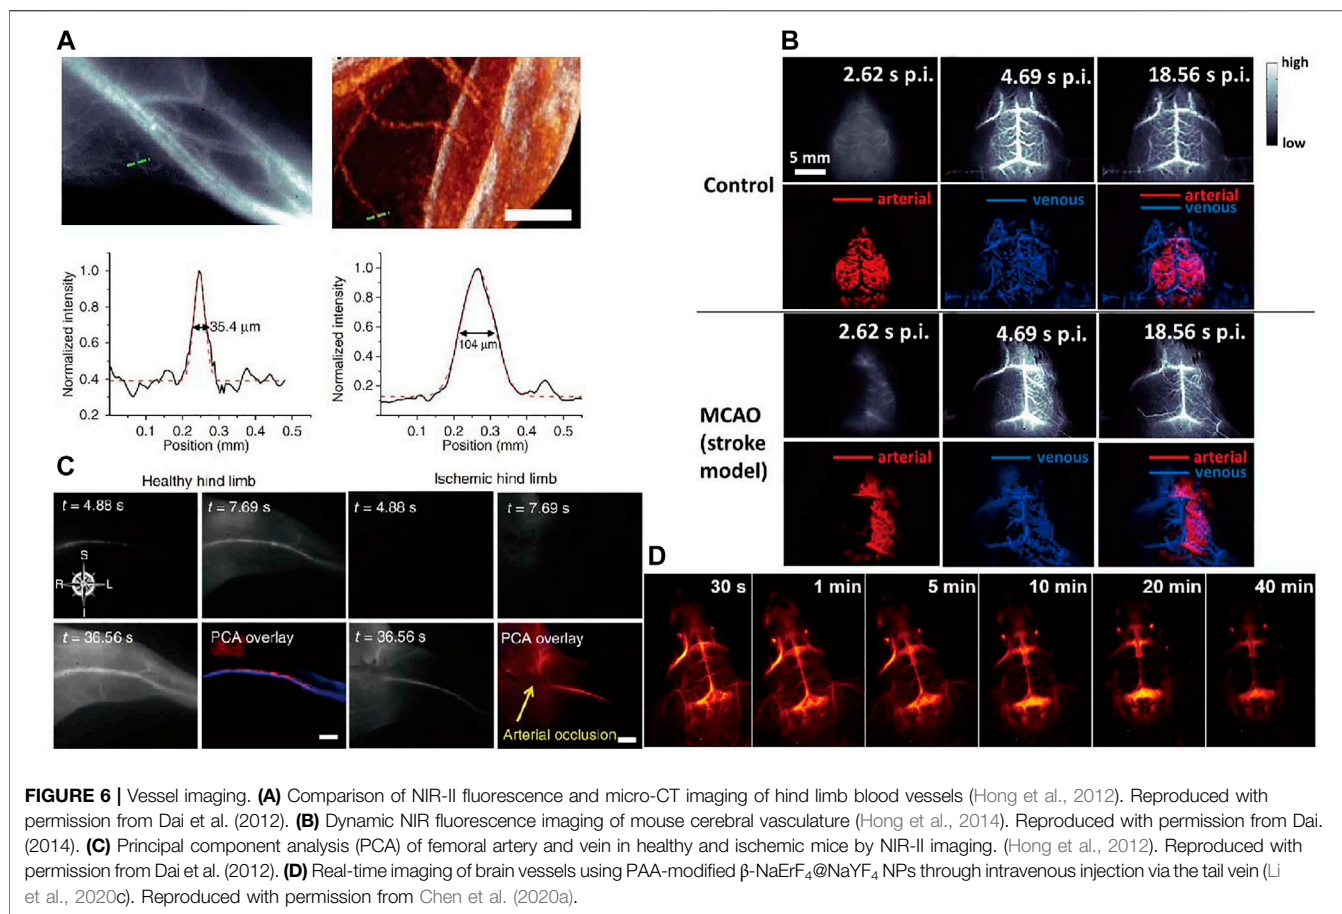 A
1.0
0.8
0.6
0.4
0.2
Normalized intensity
35.4 μm
0.1 0.2 0.3 0.4 0.5
Position (mm)
1.0
0.8
0.6
0.4
0.2
Normalized intensity
104 μm
0.1 0.2 0.3 0.4 0.5
Position (mm)
B
2.62 s p.i.
4.69 s p.i.
18.56 s p.i.
high
low
5 mm
Control
arterial
venous
arterial
venous
2.62 s p.i.
4.69 s p.i.
18.56 s p.i.
MCAO
(stroke
model)
arterial
venous
arterial
venous
C
Healthy hind limb
Ischemic hind limb
t = 4.88 s
t = 7.69 s
t = 4.88 s
t = 7.69 s
S
R L
I
t = 36.56 s
PCA overlay
t = 36.56 s
PCA overlay
Arterial occlusion
D
30 s
1 min
5 min
10 min
20 min
40 min
FIGURE 6 | Vessel imaging. (A) Comparison of NIR-II fluorescence and micro-CT imaging of hind limb blood vessels (Hong et al., 2012). Reproduced with
permission from Dai et al. (2012). (B) Dynamic NIR fluorescence imaging of mouse cerebral vasculature (Hong et al., 2014). Reproduced with permission from Dai.
(2014). (C) Principal component analysis (PCA) of femoral artery and vein in healthy and ischemic mice by NIR-II imaging. (Hong et al., 2012). Reproduced with
permission from Dai et al. (2012). (D) Real-time imaging of brain vessels using PAA-modified β-NaErF₄@NaYF₄ NPs through intravenous injection via the tail vein (Li
et al., 2020c). Reproduced with permission from Chen et al. (2020a).